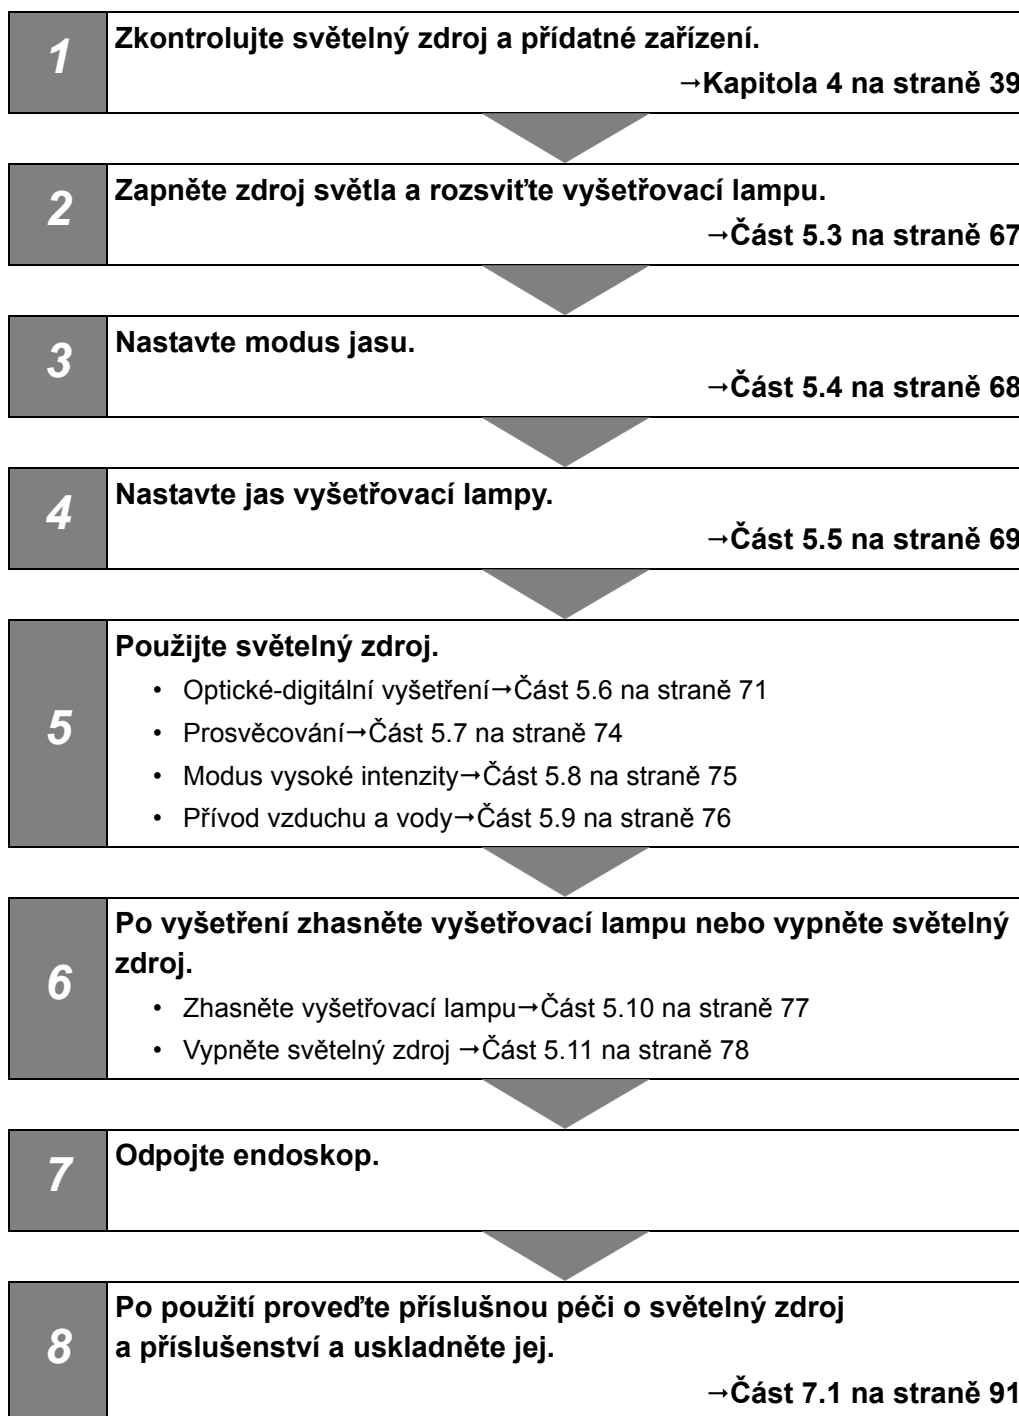 1
Zkontrolujte světelný zdroj a přídatné zařízení.
→Kapitola 4 na straně 39
2
Zapněte zdroj světla a rozsviťte vyšetřovací lampu.
→Část 5.3 na straně 67
3
Nastavte modus jasu.
→Část 5.4 na straně 68
4
Nastavte jas vyšetřovací lampy.
→Část 5.5 na straně 69
5
Použijte světelný zdroj.
• Optické-digitální vyšetření→Část 5.6 na straně 71
• Prosvěcování→Část 5.7 na straně 74
• Modus vysoké intenzity→Část 5.8 na straně 75
• Přívod vzduchu a vody→Část 5.9 na straně 76
6
Po vyšetření zhasněte vyšetřovací lampu nebo vypněte světelný
zdroj.
• Zhasněte vyšetřovací lampu→Část 5.10 na straně 77
• Vypněte světelný zdroj →Část 5.11 na straně 78
7
Odpojte endoskop.
8
Po použití proveďte příslušnou péči o světelný zdroj
a příslušenství a uskladněte jej.
→Část 7.1 na straně 91